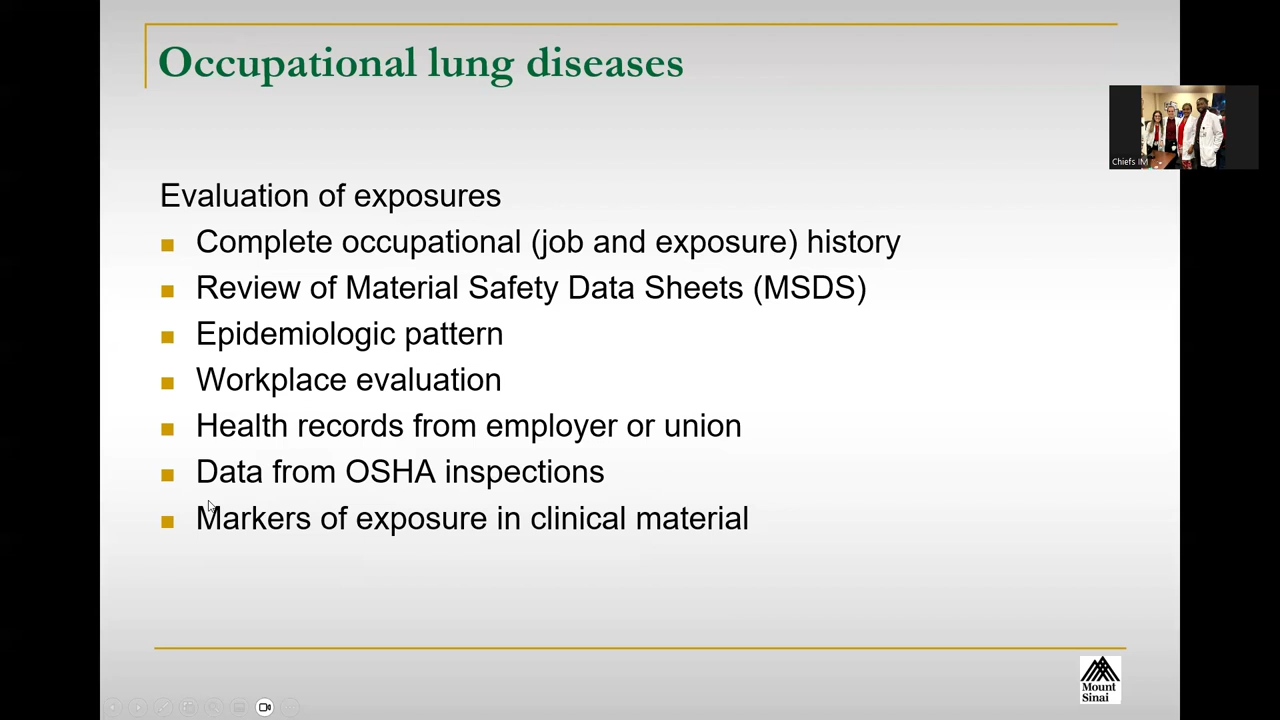 Occupational lung diseases
Chiefs IM
Evaluation of exposures
Complete occupational (job and exposure) history
Review of Material Safety Data Sheets (MSDS)
Epidemiologic pattern
Workplace evaluation
Health records from employer or union
Data from OSHA inspections
Markers of exposure in clinical material
Mount
Sinai